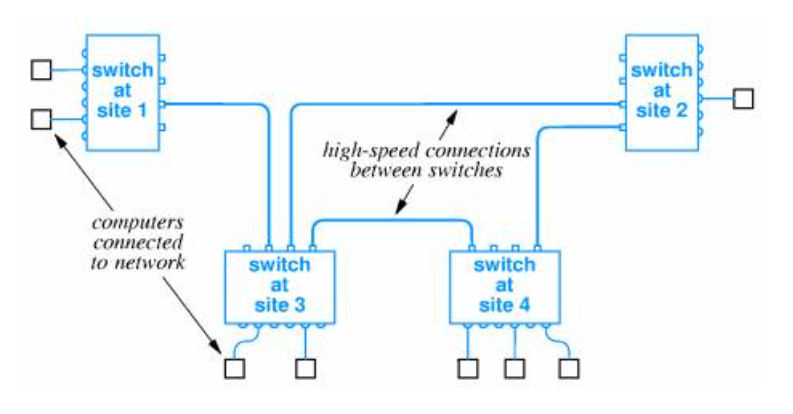 switch
at
site 1
switch
at
site 2
high-speed connections
between switches
computers
connected
to network
switch
at
site 3
switch
at
site 4